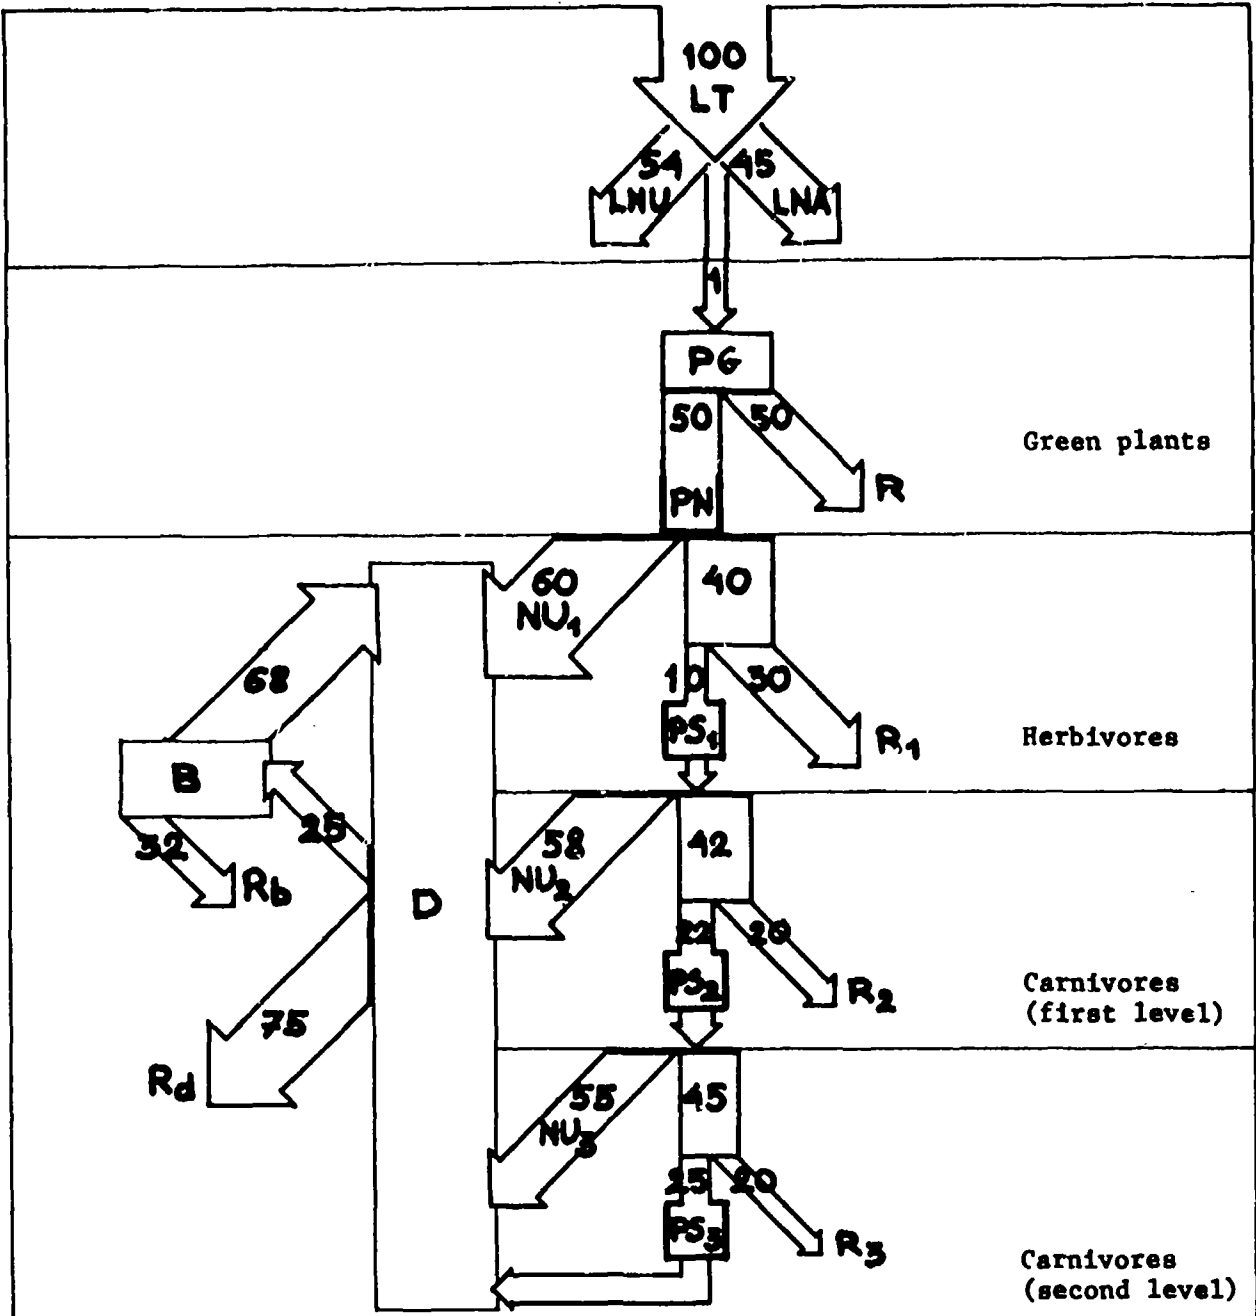 100
LT
54
LNU
45
LNA
1
PG
50
50
PN
R
Green plants
60
NU₁
40
68
10
30
PS₁
R₁
Herbivores
B
25
32
Rb
58
NU₂
42
D
22
20
PS₂
R₂
Carnivores
(first level)
75
Rd
55
NU₃
45
25
20
PS₃
R₃
Carnivores
(second level)